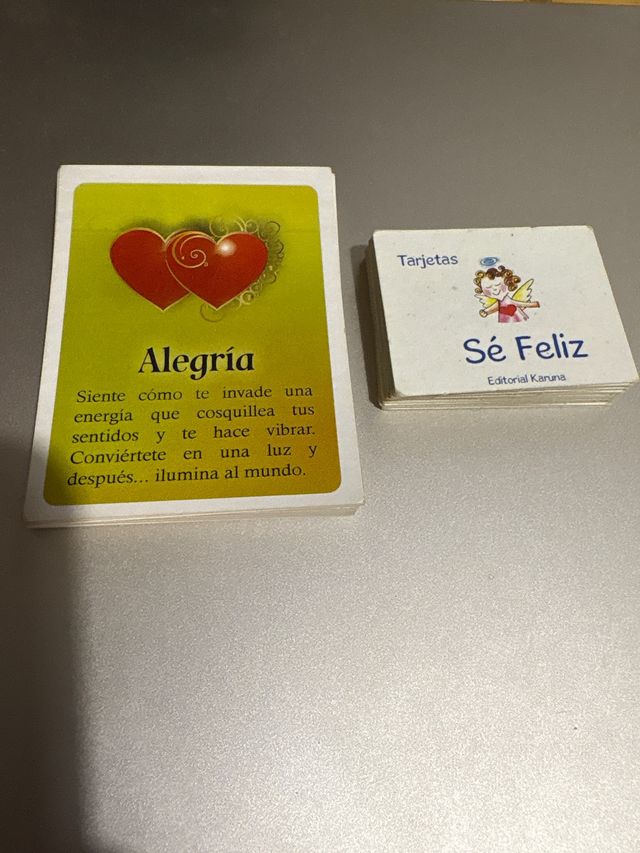 Alegría
Siente cómo te invade una
energía que cosquillea tus
sentidos y te hace vibrar.
Conviértete en una luz y
después... ilumina al mundo.
Tarjetas
Sé Feliz
Editorial Karuna